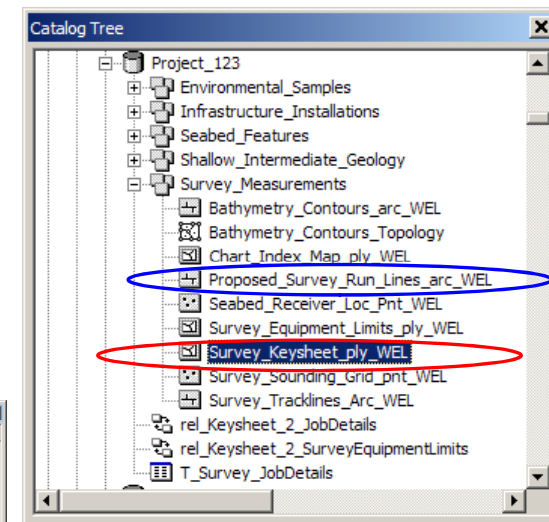 Catalog Tree
Project_123
Environmental_Samples
Infrastructure_Installations
Seabed_Features
Shallow_Intermediate_Geology
Survey_Measurements
Bathymetry_Contours_arc_WEL
Bathymetry_Contours_Topology
Chart_Index_Map_ply_WEL
Proposed_Survey_Run_Lines_arc_WEL
Seabed_Receiver_Loc_Pnt_WEL
Survey_Equipment_Limits_ply_WEL
Survey_Keysheet_ply_WEL
Survey_Sounding_Grid_pnt_WEL
Survey_Tracklines_Arc_WEL
rel_Keysheet_2_JobDetails
rel_Keysheet_2_SurveyEquipmentLimits
T_Survey_JobDetails